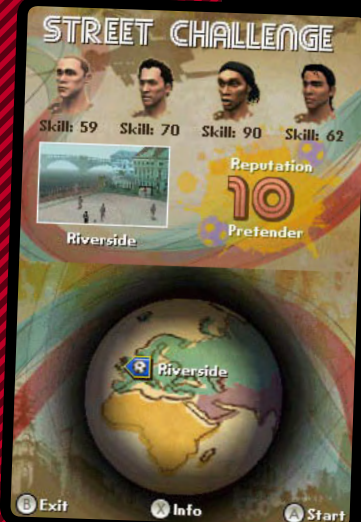 STREET CHALLENGE
Skill: 59 Skill: 70 Skill: 90 Skill: 62
Reputation
10
Pretender
Riverside
Riverside
B Exit X Info A Start